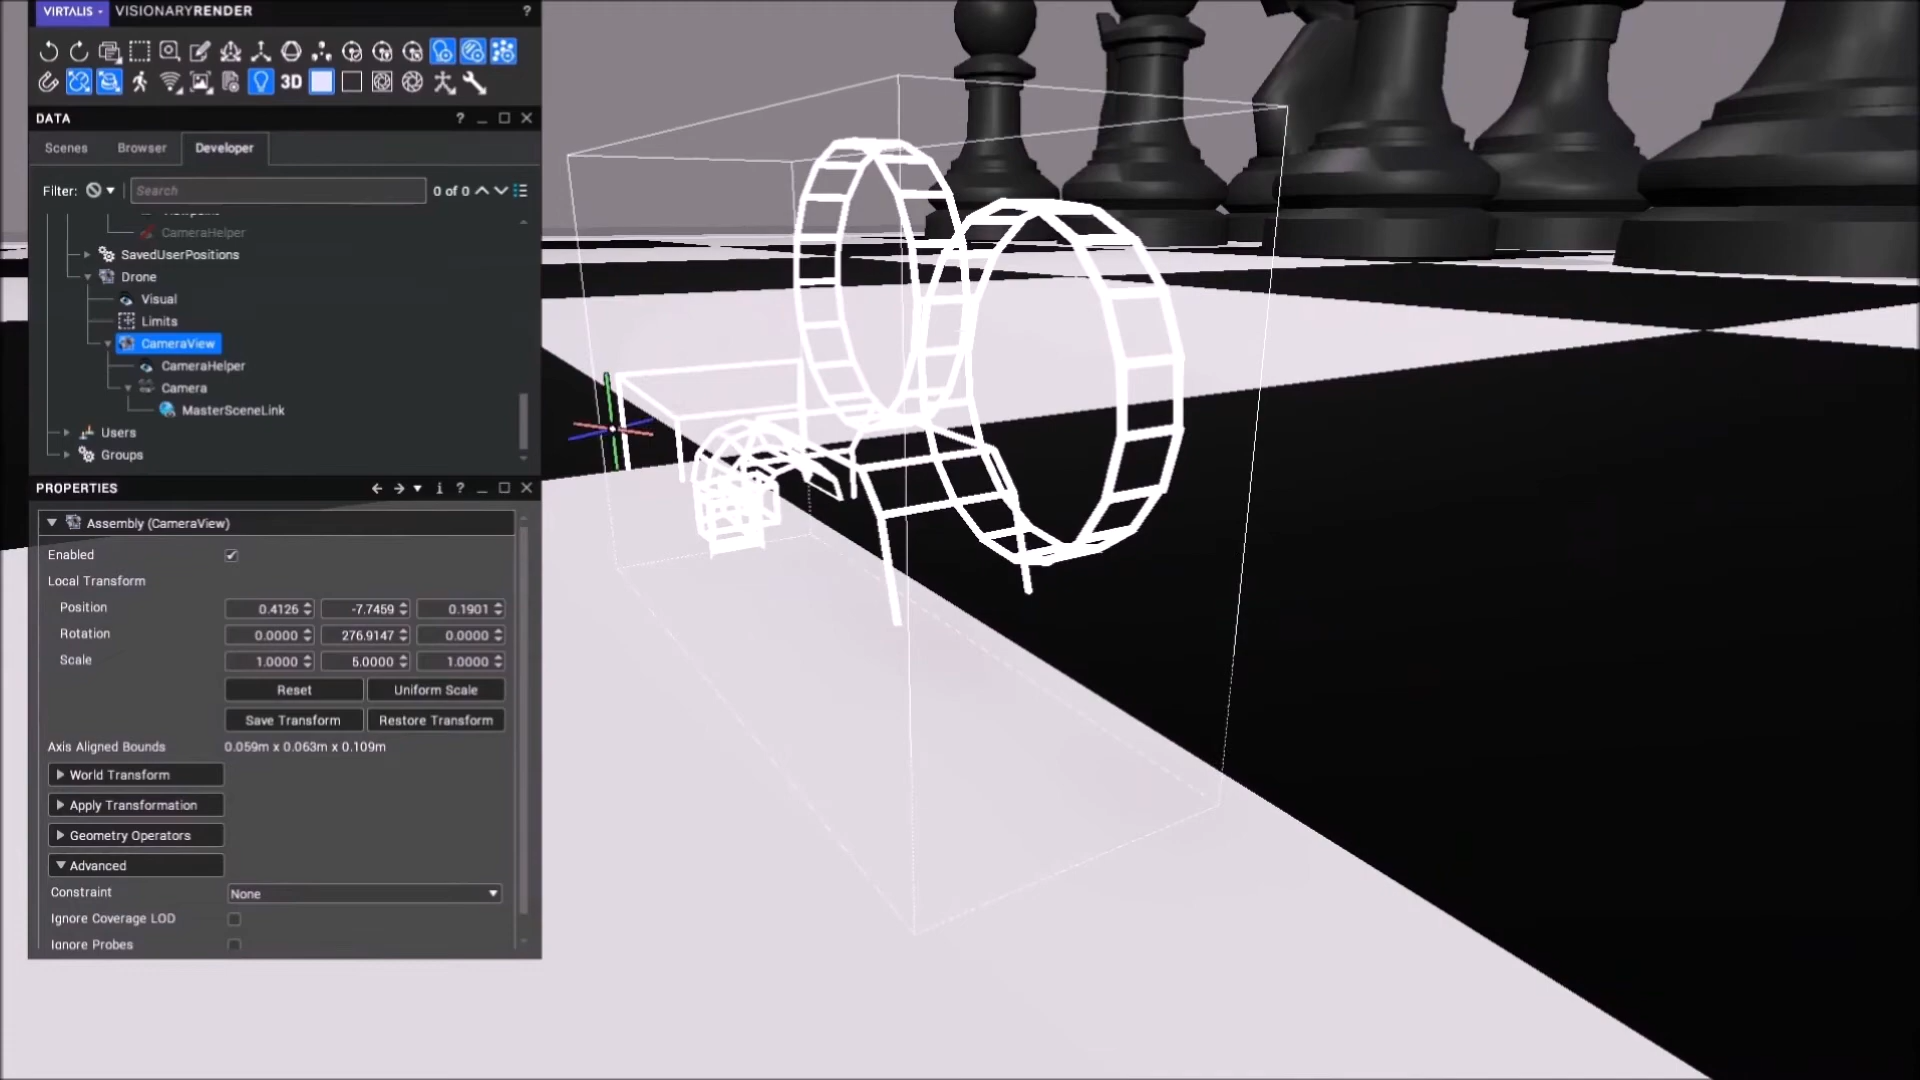 VIRTALIS VISIONARYRENDER ?
3D
DATA ?
Scenes Browser Developer
Filter: Search 0 of 0
Viewpoint
CameraHelper
SavedUserPositions
Drone
Visual
Limits
CameraView
CameraHelper
Camera
MasterSceneLink
Users
Groups
PROPERTIES i ?
Assembly (CameraView)
Enabled
Local Transform
Position 0.4126 -7.7459 0.1901
Rotation 0.0000 276.9147 0.0000
Scale 1.0000 5.0000 1.0000
Reset Uniform Scale
Save Transform Restore Transform
Axis Aligned Bounds 0.059m x 0.063m x 0.109m
World Transform
Apply Transformation
Geometry Operators
Advanced
Constraint None
Ignore Coverage LOD
Ignore Probes